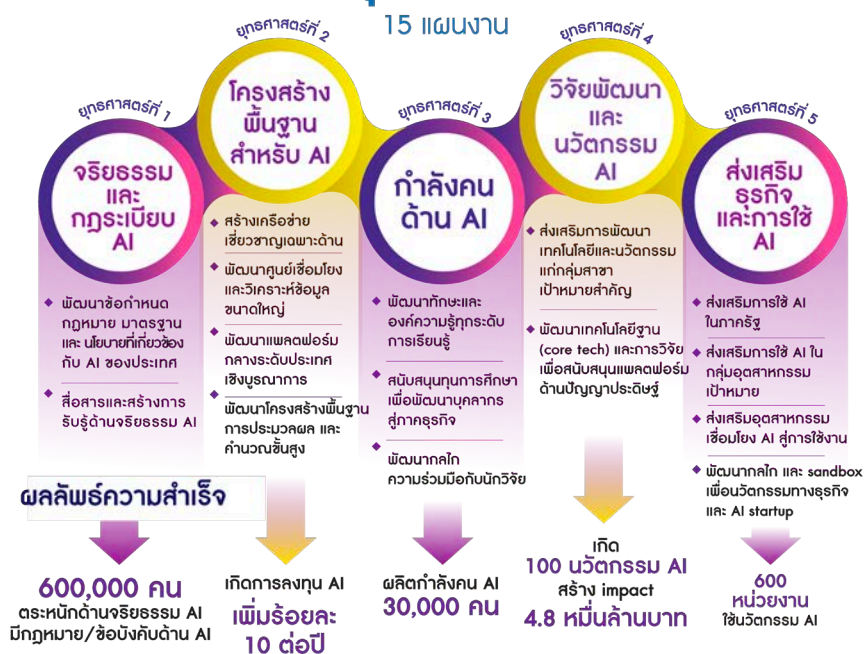 15 แผนงาน
ยุทธศาสตร์ที่ 1
จริยธรรม
และ
กฎระเบียบ
AI
พัฒนาข้อกำหนด
กฎหมาย มาตรฐาน
และ นโยบายที่เกี่ยวข้อง
กับ AI ของประเทศ
สื่อสารและสร้างการ
รับรู้ด้านจริยธรรม AI
ยุทธศาสตร์ที่ 2
โครงสร้าง
พื้นฐาน
สำหรับ AI
สร้างเครือข่าย
เชี่ยวชาญเฉพาะด้าน
พัฒนาศูนย์เชื่อมโยง
และวิเคราะห์ข้อมูล
ขนาดใหญ่
พัฒนาแพลตฟอร์ม
กลางระดับประเทศ
เชิงบูรณาการ
พัฒนาโครงสร้างพื้นฐาน
การประมวลผล และ
คำนวณขั้นสูง
ยุทธศาสตร์ที่ 3
กำลังคน
ด้าน AI
พัฒนาทักษะและ
องค์ความรู้ทุกระดับ
การเรียนรู้
สนับสนุนทุนการศึกษา
เพื่อพัฒนาบุคลากร
สู่ภาคธุรกิจ
พัฒนากลไก
ความร่วมมือกับนักวิจัย
ยุทธศาสตร์ที่ 4
วิจัยพัฒนา
และ
นวัตกรรม
AI
ส่งเสริมการพัฒนา
เทคโนโลยีและนวัตกรรม
แก่กลุ่มสาขา
เป้าหมายสำคัญ
พัฒนาเทคโนโลยีฐาน
(core tech) และการวิจัย
เพื่อสนับสนุนแพลตฟอร์ม
ด้านปัญญาประดิษฐ์
ยุทธศาสตร์ที่ 5
ส่งเสริม
ธุรกิจ
และการใช้
AI
ส่งเสริมการใช้ AI
ในภาครัฐ
ส่งเสริมการใช้ AI ใน
กลุ่มอุตสาหกรรม
เป้าหมาย
ส่งเสริมอุตสาหกรรม
เชื่อมโยง AI สู่การใช้งาน
พัฒนากลไก และ sandbox
เพื่อนวัตกรรมทางธุรกิจ
และ AI startup
ผลลัพธ์ความสำเร็จ
600,000 คน
ตระหนักด้านจริยธรรม AI
มีกฎหมาย/ข้อบังคับด้าน AI
เกิดการลงทุน AI
เพิ่มร้อยละ
10 ต่อปี
ผลิตกำลังคน AI
30,000 คน
เกิด
100 นวัตกรรม AI
สร้าง impact
4.8 หมื่นล้านบาท
600
หน่วยงาน
ใช้นวัตกรรม AI